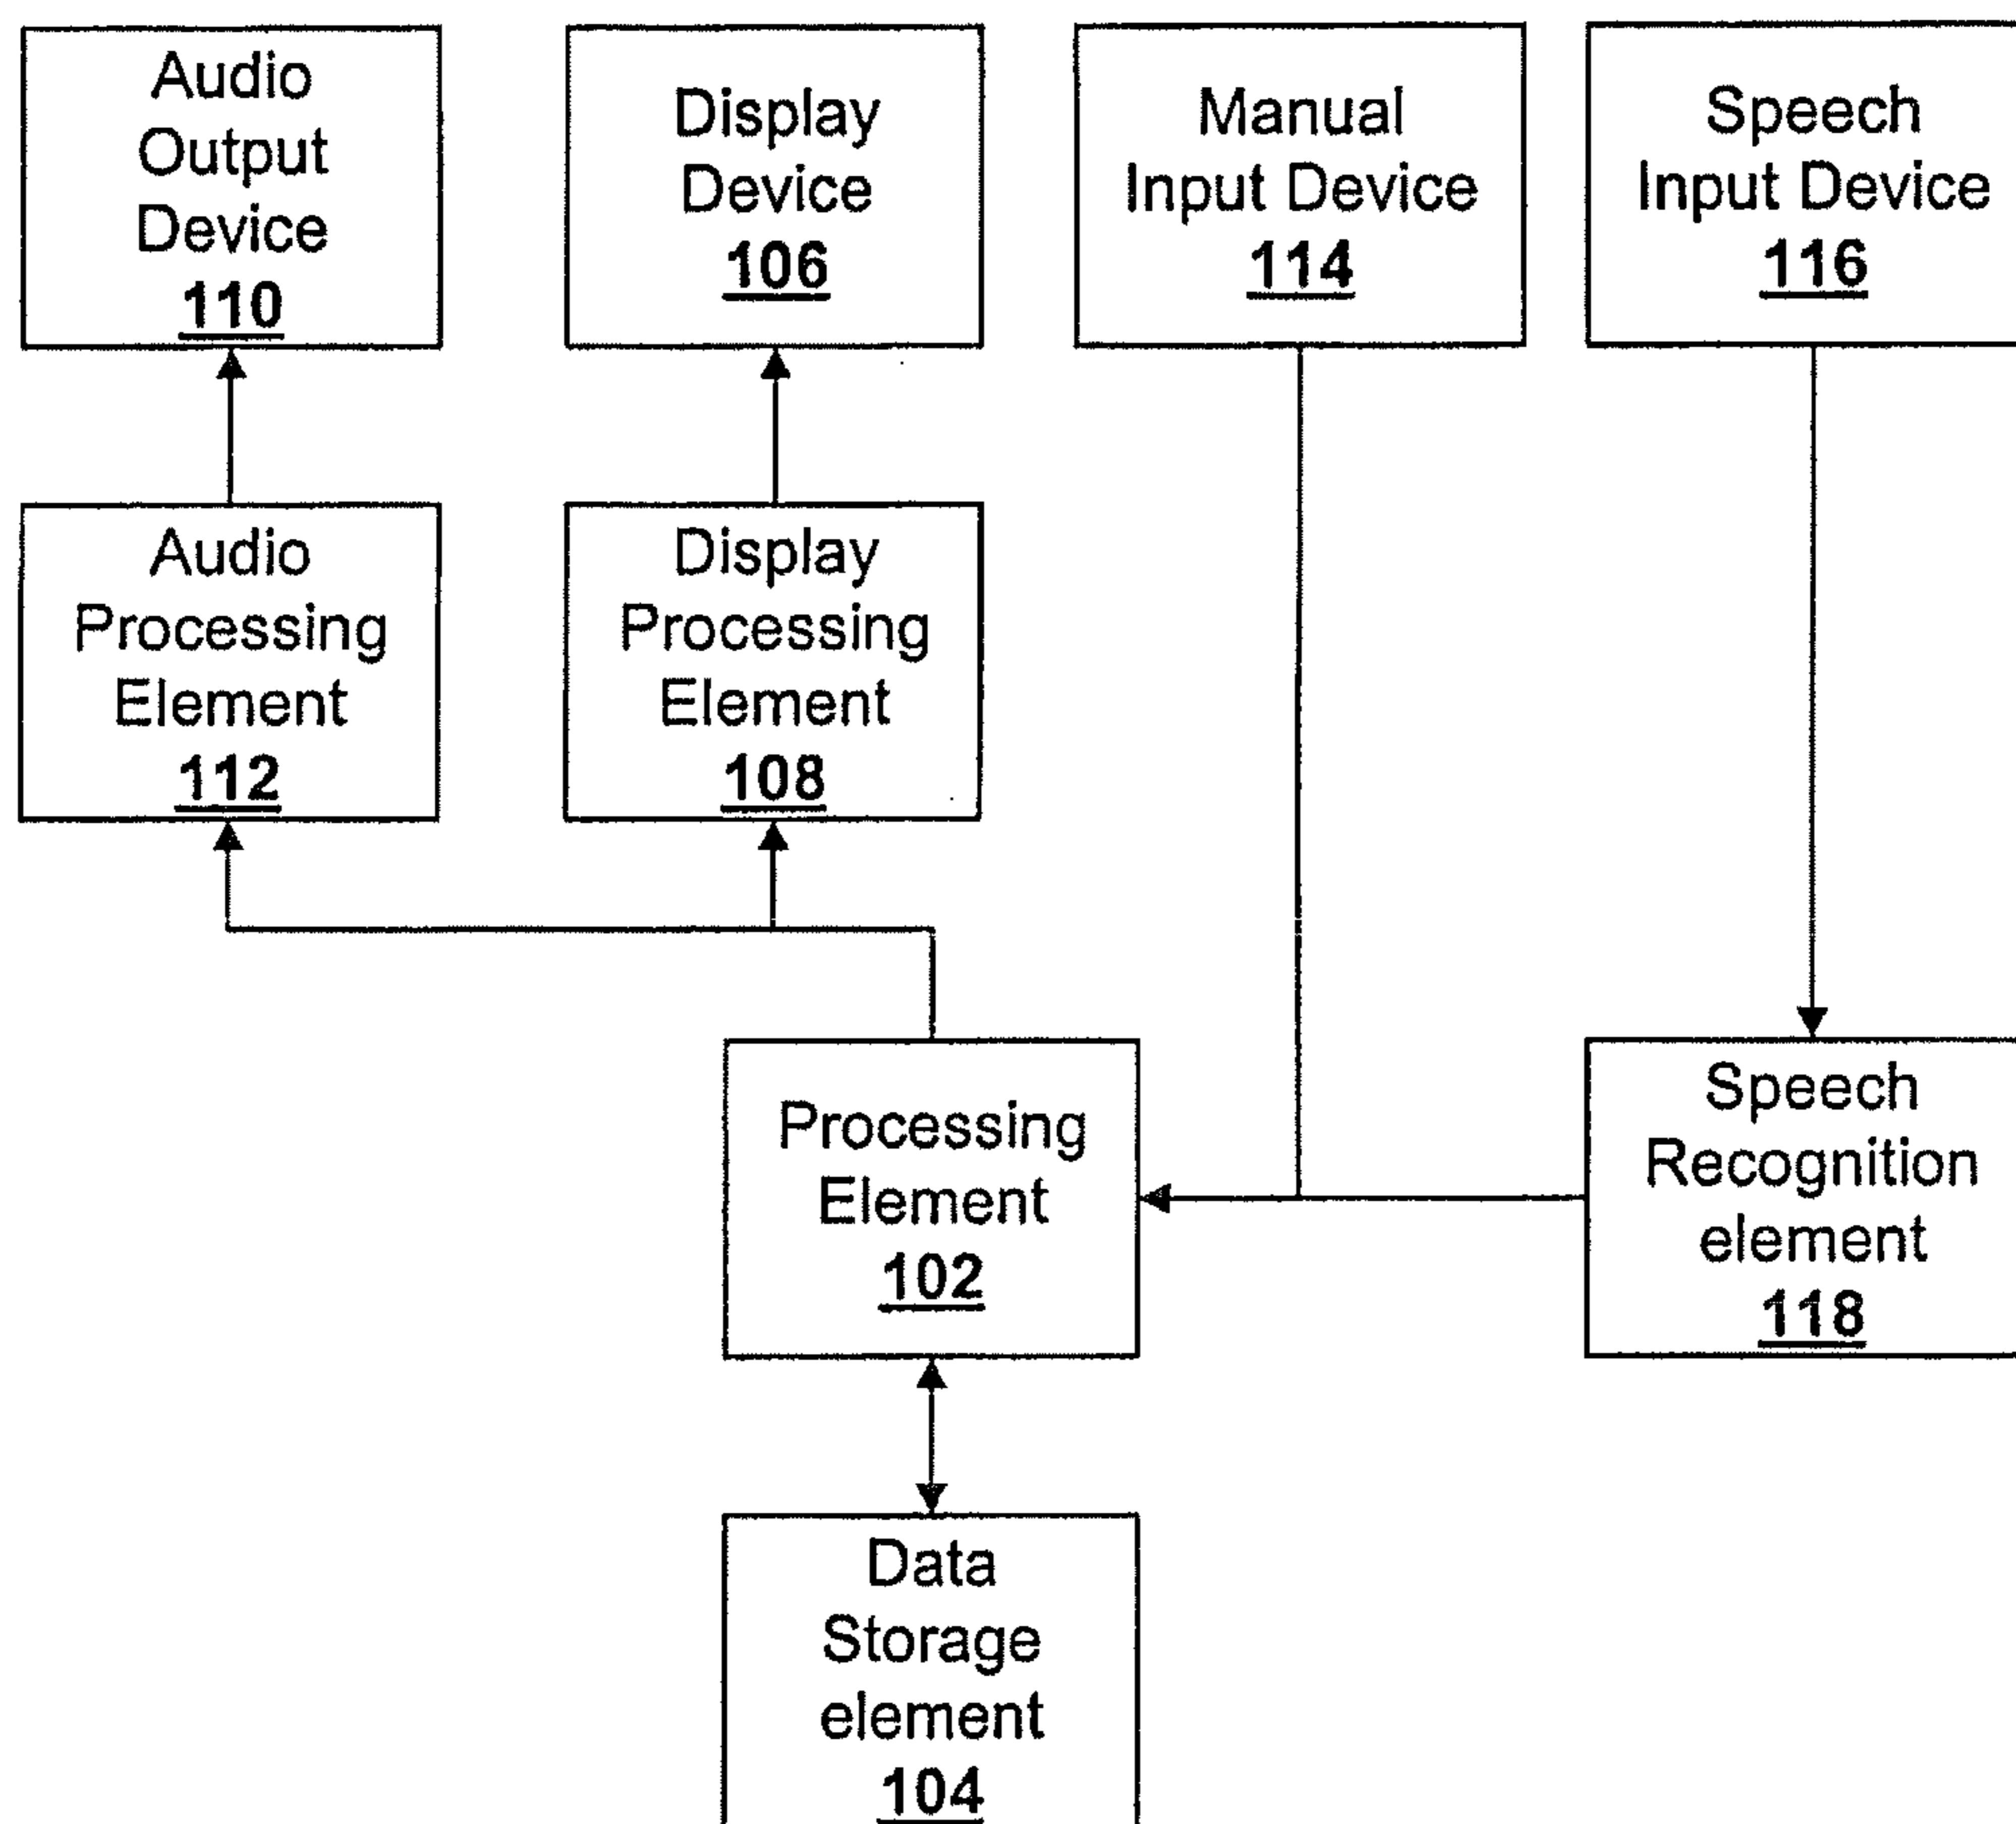 Audio
Output
Device
110
Display
Device
106
Manual
Input Device
114
Speech
Input Device
116
Audio
Processing
Element
112
Display
Processing
Element
108
Processing
Element
102
Speech
Recognition
element
118
Data
Storage
element
104